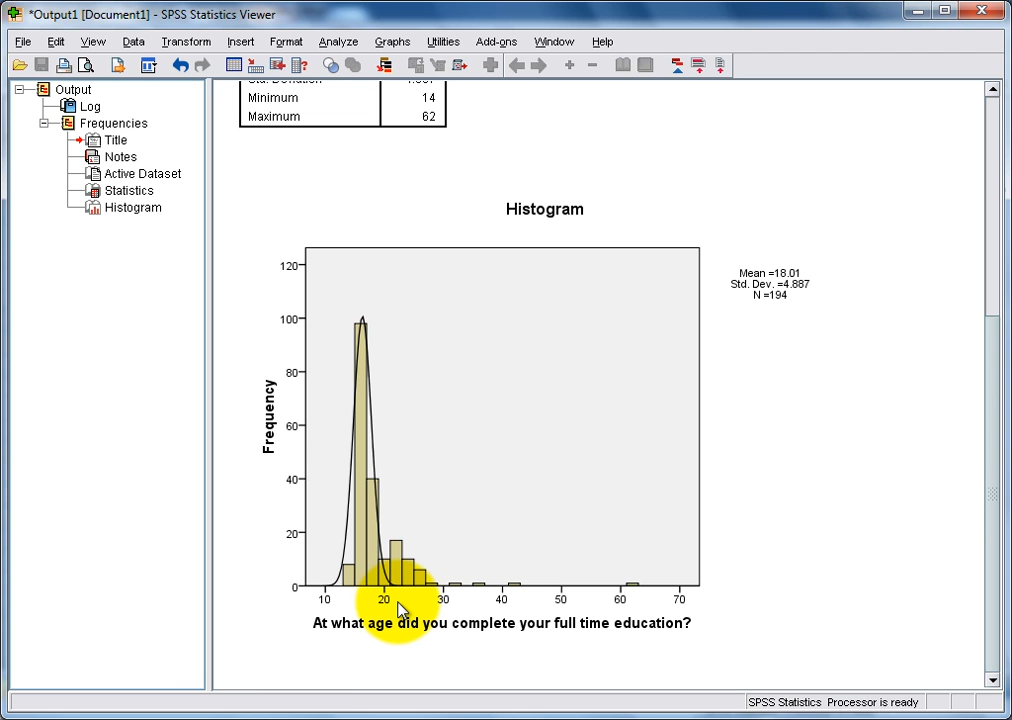 *Output1 [Document1] - SPSS Statistics Viewer
File Edit View Data Transform Insert Format Analyze Graphs Utilities Add-ons Window Help
Output
Log
Frequencies
Title
Notes
Active Dataset
Statistics
Histogram
Minimum 14
Maximum 62
Histogram
Mean =18.01
Std. Dev. =4.887
N =194
120
100
80
60
40
20
0
Frequency
10 20 30 40 50 60 70
At what age did you complete your full time education?
SPSS Statistics Processor is ready